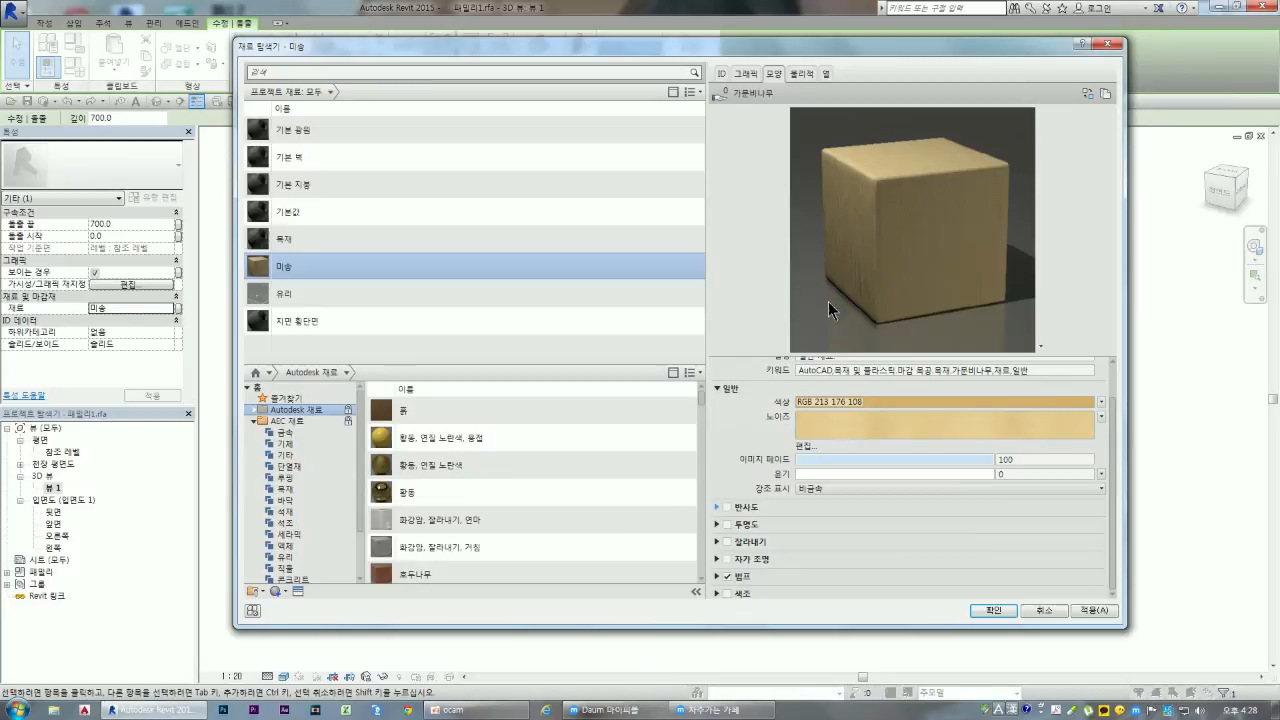 Autodesk Revit 2015 - 패밀리1.rfa - 3D 뷰: 뷰 1
키워드 또는 구절 입력
로그인
작성
삽입
주석
뷰
관리
애드인
수정 | 돌출
수정
선택
특성
붙여넣기
클립보드
형상
수정 | 돌출
깊이
700.0
특성
기타 (1)
유형 편집
구속조건
돌출 끝
700.0
돌출 시작
0.0
작업 기준면
레벨 : 참조 레벨
그래픽
보이는 경우
가시성/그래픽 재지정
편집...
재료 및 마감재
재료
미송
ID 데이터
하위카테고리
없음
솔리드/보이드
솔리드
특성 도움말
적용
프로젝트 탐색기 - 패밀리1.rfa
뷰 (모두)
평면
참조 레벨
천장 평면도
3D 뷰
뷰 1
입면도 (입면도 1)
뒷면
앞면
오른쪽
왼쪽
시트 (모두)
패밀리
그룹
Revit 링크
재료 탐색기 - 미송
검색
프로젝트 재료: 모두
이름
기본 광원
기본 벽
기본 지붕
기본값
목재
미송
유리
지면 횡단면
Autodesk 재료
홈
즐겨찾기
Autodesk 재료
AEC 재료
금속
기체
기타
단열재
루핑
목재
바닥
석재
석조
세라믹
액체
유리
직물
콘크리트
이름
흙
황동, 연질 노란색, 용접
황동, 연질 노란색
황동
화강암, 잘라내기, 연마
화강암, 잘라내기, 거침
호두나무
ID
그래픽
모양
물리적
열
0
가문비나무
키워드
AutoCAD,목재 및 플라스틱.마감 목공.목재.가문비나무,재료,일반
일반
색상
RGB 213 176 108
노이즈
편집...
이미지 페이드
100
윤기
0
강조 표시
비금속
반사도
투명도
잘라내기
자가 조명
범프
색조
확인
취소
적용(A)
1 : 20
선택하려면 항목을 클릭하고, 다른 항목을 선택하려면 Tab 키, 추가하려면 Ctrl 키, 선택 취소하려면 Shift 키를 누르십시오.
:0
주모델
1
Autodesk Revit 201...
ocam
Daum 마이피플
자주가는 카페
오후 4:28